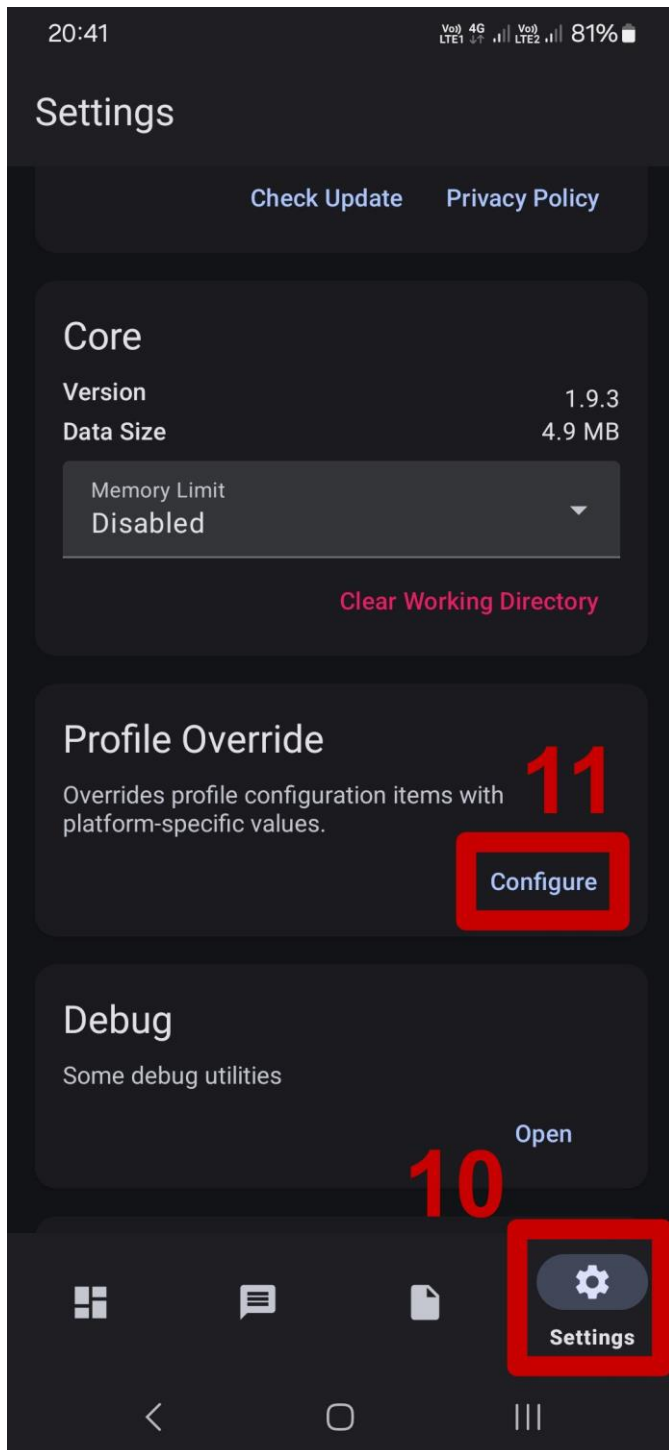 20:41 Vo)) LTE1 4G Vo)) LTE2 81%
Settings
Check Update Privacy Policy
Core
Version 1.9.3
Data Size 4.9 MB
Memory Limit
Disabled
Clear Working Directory
Profile Override
11
Overrides profile configuration items with
platform-specific values.
Configure
Debug
Some debug utilities
Open
10
Settings